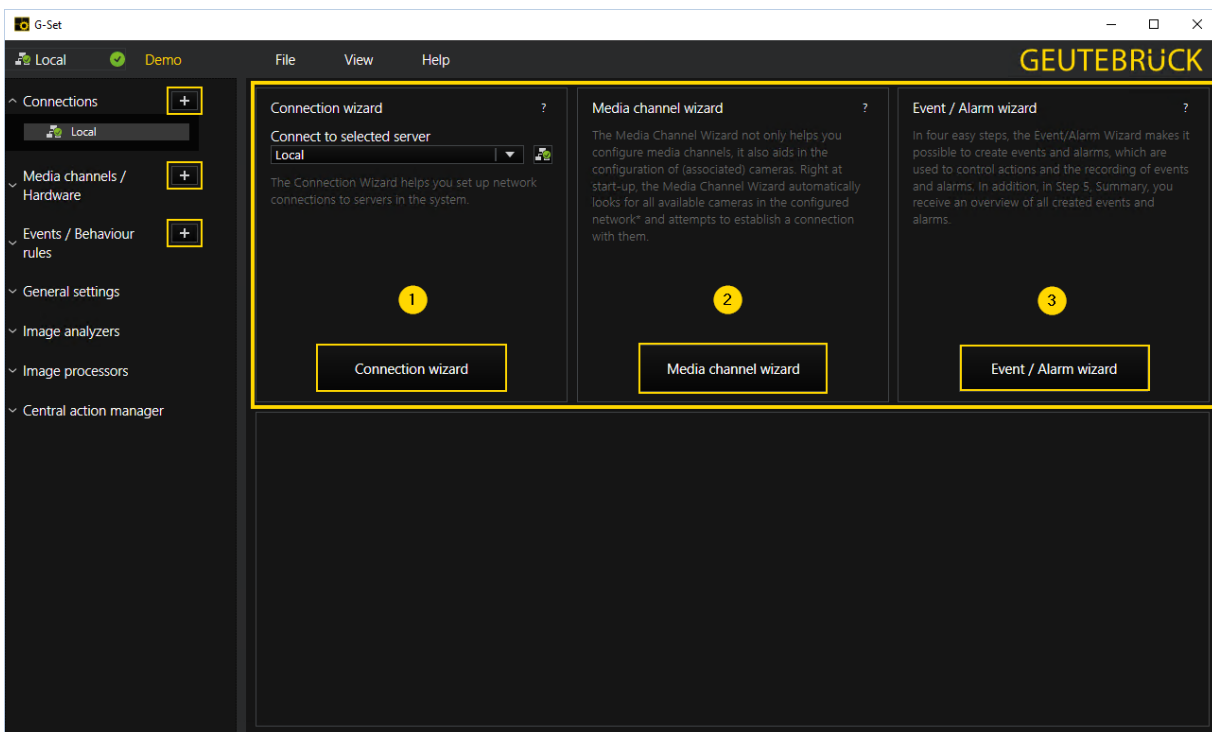 G-Set
Local
Demo
File
View
Help
GEUTEBRÜCK
Connections
+
Local
Media channels /
Hardware
+
Events / Behaviour
rules
+
General settings
Image analyzers
Image processors
Central action manager
Connection wizard
?
Connect to selected server
Local
The Connection Wizard helps you set up network
connections to servers in the system.
1
Connection wizard
Media channel wizard
?
The Media Channel Wizard not only helps you
configure media channels, it also aids in the
configuration of (associated) cameras. Right at
start-up, the Media Channel Wizard automatically
looks for all available cameras in the configured
network* and attempts to establish a connection
with them.
2
Media channel wizard
Event / Alarm wizard
?
In four easy steps, the Event/Alarm Wizard makes it
possible to create events and alarms, which are
used to control actions and the recording of events
and alarms. In addition, in Step 5, Summary, you
receive an overview of all created events and
alarms.
3
Event / Alarm wizard